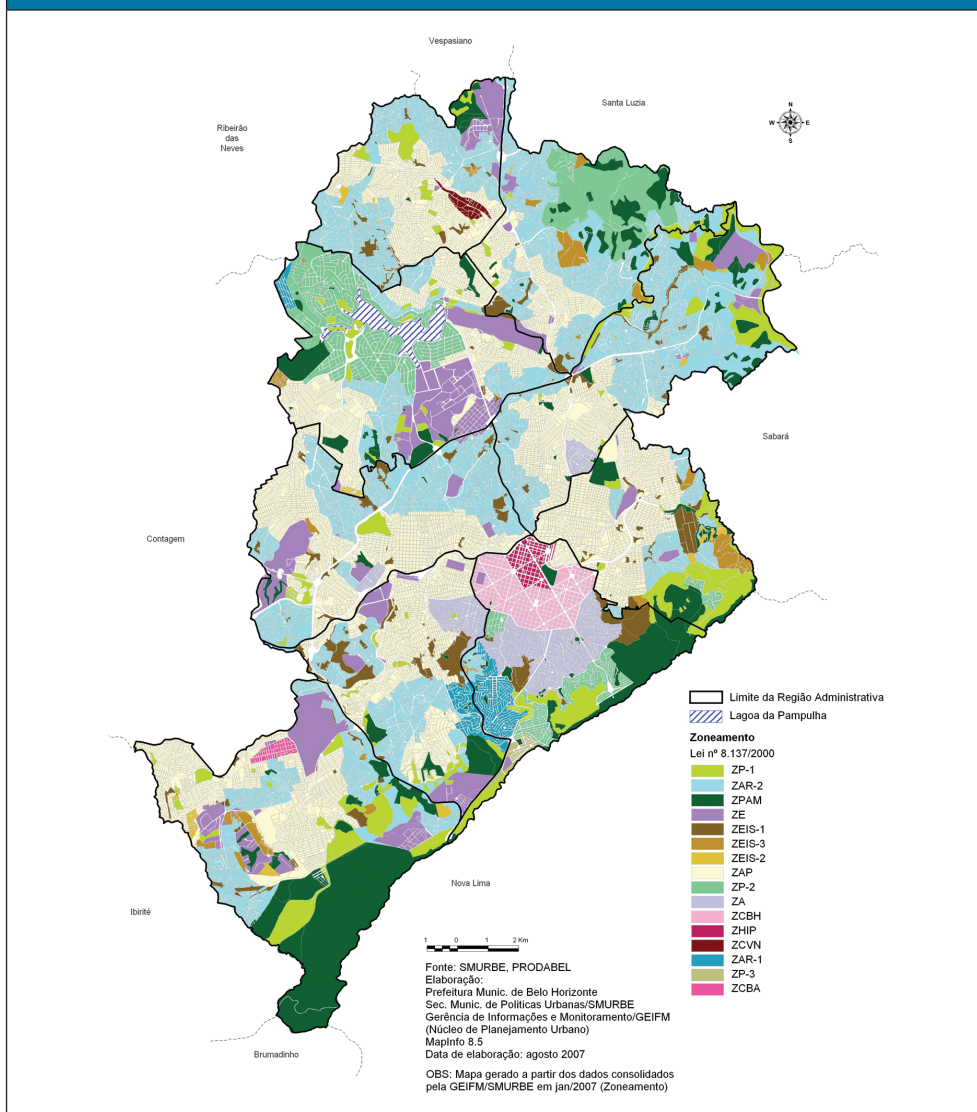 Vespasiano
Santa Luzia
Ribeirão
das
Neves
N
W
E
S
Sabará
Contagem
Limite da Região Administrativa
Lagoa da Pampulha
Zoneamento
Lei nº 8.137/2000
ZP-1
ZAR-2
ZPAM
ZE
ZEIS-1
ZEIS-3
ZEIS-2
ZAP
ZP-2
ZA
ZCBH
ZHIP
ZCVN
ZAR-1
ZP-3
ZCBA
Nova Lima
Ibirité
1 0 1 2 Km
Fonte: SMURBE, PRODABEL
Elaboração:
Prefeitura Munic. de Belo Horizonte
Sec. Munic. de Politicas Urbanas/SMURBE
Gerência de Informações e Monitoramento/GEIFM
(Núcleo de Planejamento Urbano)
MapInfo 8.5
Data de elaboração: agosto 2007
Brumadinho
OBS: Mapa gerado a partir dos dados consolidados
pela GEIFM/SMURBE em jan/2007 (Zoneamento)